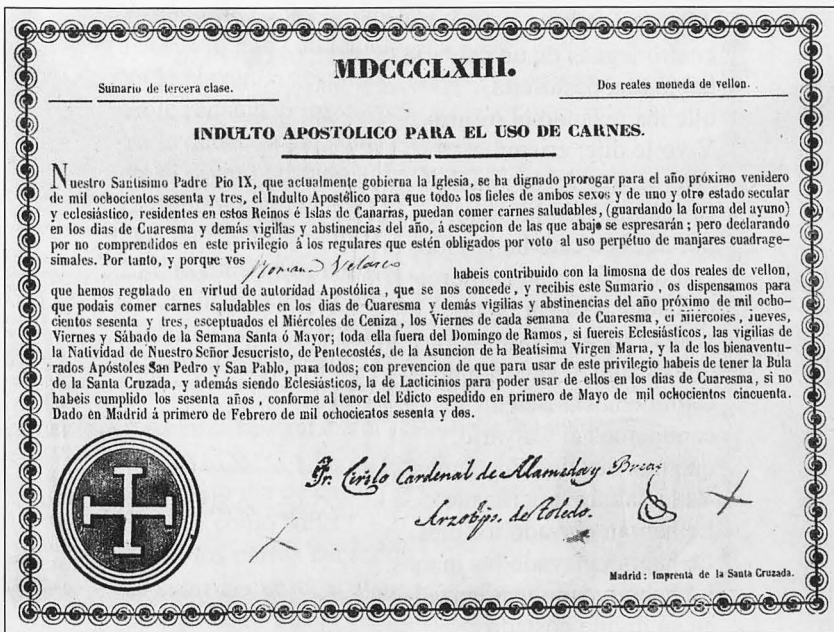 MDCCCLXIII.
Sumario de tercera clase.
Dos reales moneda de vellon.
INDULTO APOSTÓLICO PARA EL USO DE CARNES.
Nuestro Santisimo Padre Pio IX, que actualmente gobierna la Iglesia, se ha dignado prorogar para el año próximo venidero
de mil ochocientos sesenta y tres, el Indulto Apostólico para que todos los fieles de ambos sexos y de uno y otro estado secular
y eclesiástico, residentes en estos Reinos é Islas de Canarias, puedan comer carnes saludables, (guardando la forma del ayuno)
en los dias de Cuaresma y demás vigilias y abstinencias del año, á escepcion de las que abajo se espresarán; pero declarando
por no comprendidos en este privilegio á los regulares que estén obligados por voto al uso perpétuo de manjares cuadrage-
simales. Por tanto, y porque vos Velasco habeis contribuido con la limosna de dos reales de vellon,
que hemos regulado en virtud de autoridad Apostólica, que se nos concede, y recibis este Sumario, os dispensamos para
que podais comer carnes saludables en los dias de Cuaresma y demás vigilias y abstinencias del año próximo de mil ocho-
cientos sesenta y tres, esceptuados el Miércoles de Ceniza, los Viernes de cada semana de Cuaresma, el Miércoles, Jueves,
Viernes y Sábado de la Semana Santa ó Mayor; toda ella fuera del Domingo de Ramos, si fuereis Eclesiásticos, las vigilias de
la Natividad de Nuestro Señor Jesucristo, de Pentecostés, de la Asuncion de la Beatisima Virgen Maria, y la de los bienaventu-
rados Apóstoles San Pedro y San Pablo, para todos; con prevencion de que para usar de este privilegio habeis de tener la Bula
de la Santa Cruzada, y además siendo Eclesiásticos, la de Lacticinios para poder usar de ellos en los dias de Cuaresma, si no
habeis cumplido los sesenta años, conforme al tenor del Edicto espedido en primero de Mayo de mil ochocientos cincuenta.
Dado en Madrid á primero de Febrero de mil ochocientos sesenta y dos.
Fr. Cirilo Cardenal de Alameda y Brea
Arzobpo. de Toledo.
Madrid: Imprenta de la Santa Cruzada.